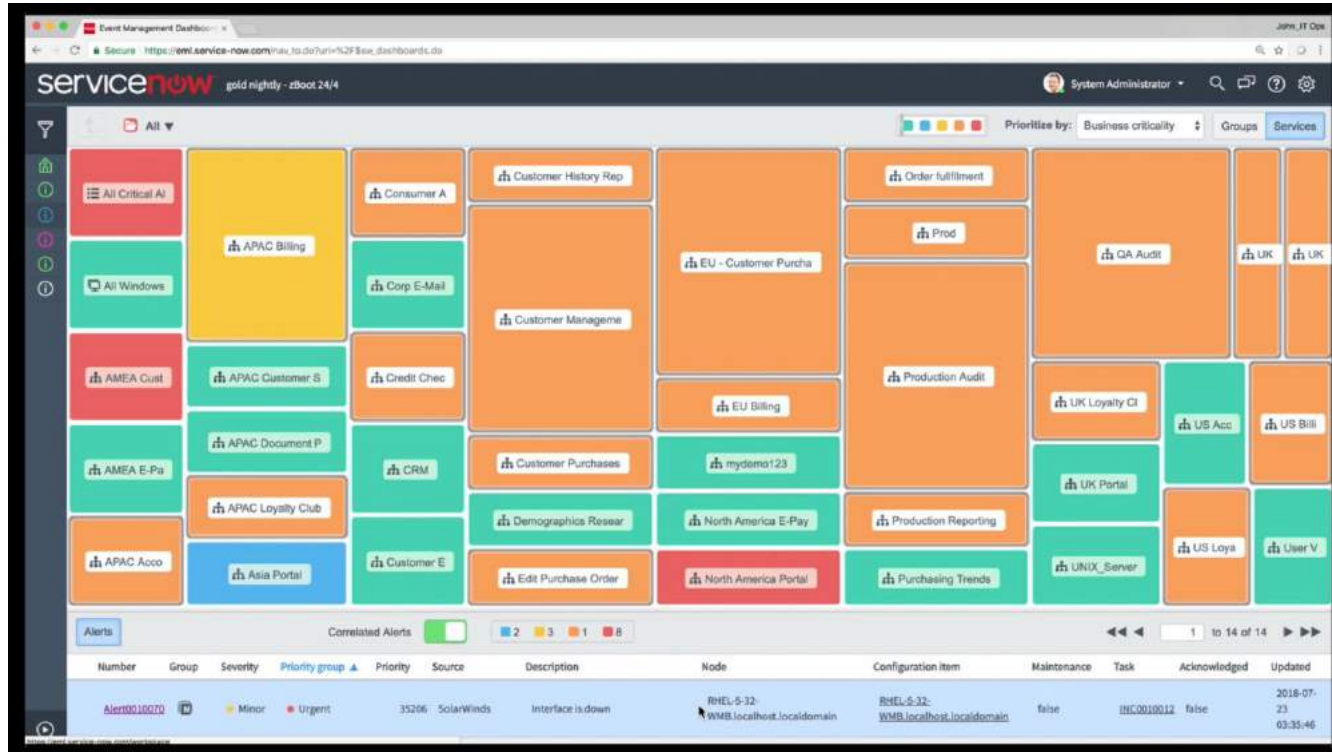 Event Management Dashboar
John_IT Ops
Secure https://eml.service-now.com/nav_to.do?uri=%2F$sw_dashboards.do
servicenow gold nightly - zBoot 24/4 System Administrator
All Prioritize by: Business criticality Groups Services
All Critical Al
All Windows
AMEA Cust
AMEA E-Pa
APAC Acco
APAC Billing
APAC Customer S
APAC Document P
APAC Loyalty Club
Asia Portal
Consumer A
Corp E-Mail
Credit Chec
CRM
Customer E
Customer History Rep
Customer Manageme
Customer Purchases
Demographics Resear
Edit Purchase Order
EU - Customer Purcha
EU Billing
mydemo123
North America E-Pay
North America Portal
Order fullfilment
Prod
Production Audit
Production Reporting
Purchasing Trends
QA Audit
UK
UK
UK Loyalty Cl
UK Portal
UNIX_Server
US Acc
US Loya
US Billi
User V
Alerts Correlated Alerts 2 3 1 8 1 to 14 of 14
Number Group Severity Priority group Priority Source Description Node Configuration item Maintenance Task Acknowledged Updated
Alert0010070 Minor Urgent 35206 SolarWinds Interface is down RHEL-5-32-WMB.localhost.localdomain RHEL-5-32-WMB.localhost.localdomain false INC0010012 false 2018-07-23 03:35:46